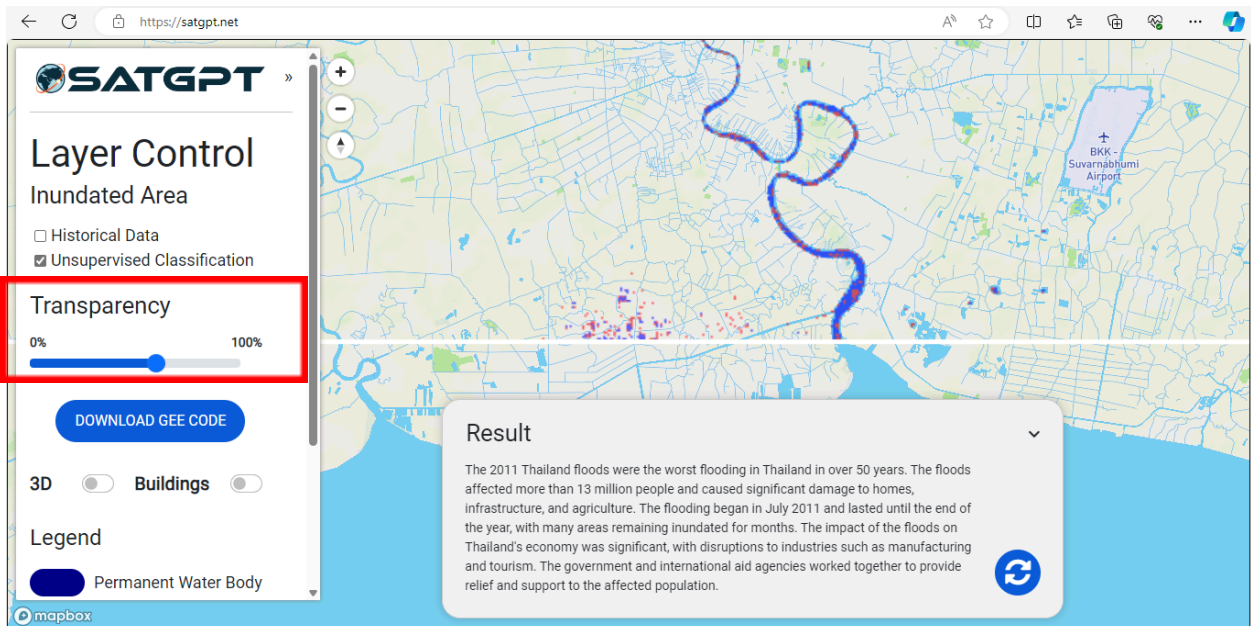 https://satgpt.net
SATGPT »
Layer Control
Inundated Area
Historical Data
Unsupervised Classification
Transparency
0% 100%
DOWNLOAD GEE CODE
3D Buildings
Legend
Permanent Water Body
mapbox
BKK -
Suvarnabhumi
Airport
Result
The 2011 Thailand floods were the worst flooding in Thailand in over 50 years. The floods
affected more than 13 million people and caused significant damage to homes,
infrastructure, and agriculture. The flooding began in July 2011 and lasted until the end of
the year, with many areas remaining inundated for months. The impact of the floods on
Thailand's economy was significant, with disruptions to industries such as manufacturing
and tourism. The government and international aid agencies worked together to provide
relief and support to the affected population.